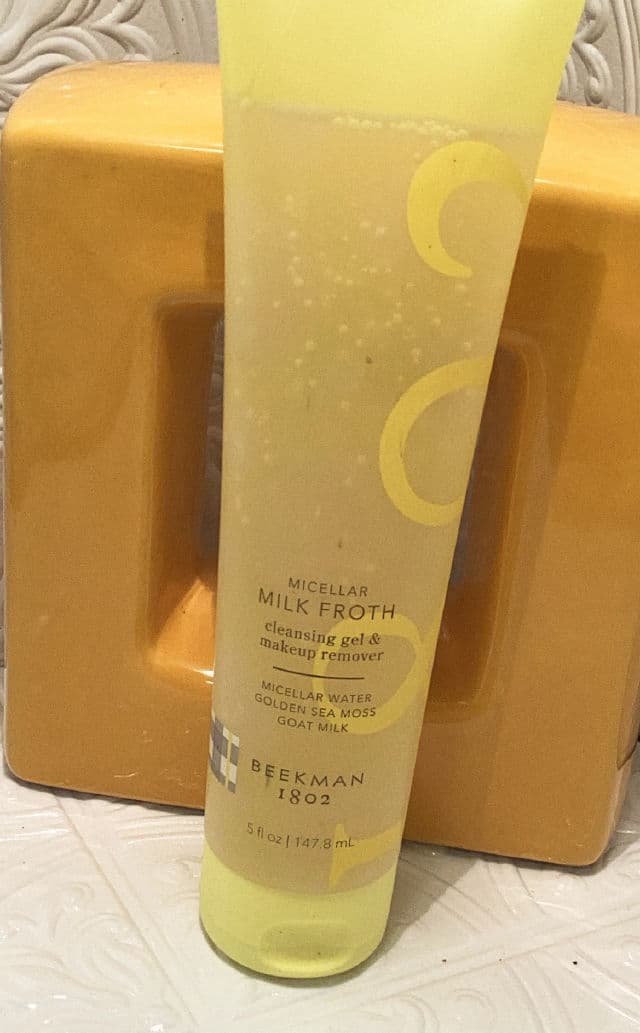 MICELLAR
MILK FROTH
cleansing gel &
makeup remover
MICELLAR WATER
GOLDEN SEA MOSS
GOAT MILK
BEEKMAN
1802
5 fl oz | 147.8 mL